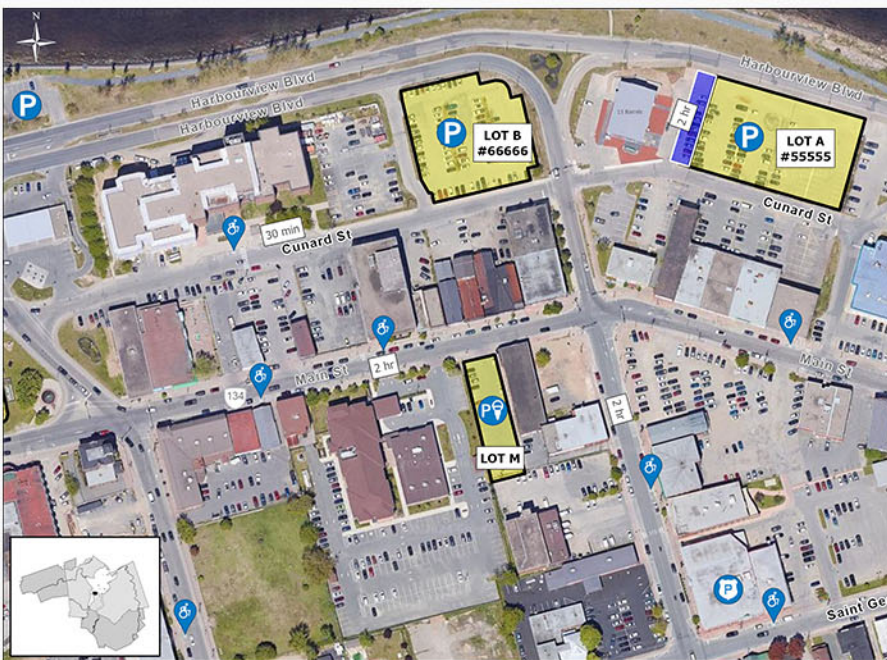 N
Harbourview Blvd
Harbourview Blvd
Harbourview Blvd
P
P
LOT B
#66666
2 hr
P
LOT A
#55555
30 min
Cunard St
Cunard St
2 hr
Main St
Main St
134
P
LOT M
2 hr
P
Saint Ge